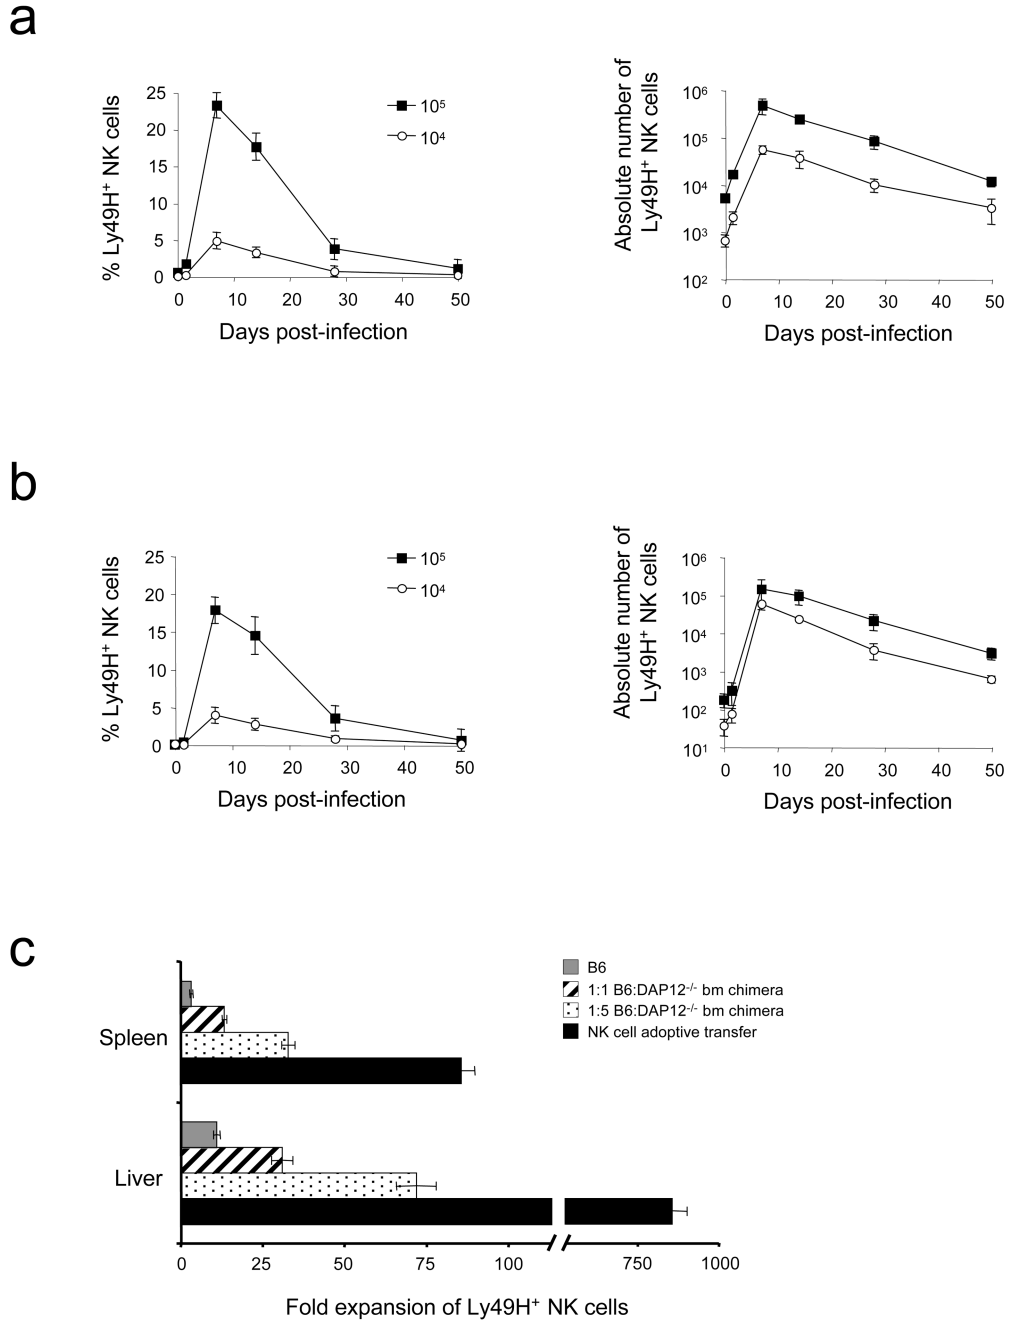 a
% Ly49H⁺ NK cells
25
20
15
10
5
0
0 10 20 30 40 50
Days post-infection
10⁵
10⁴
Absolute number of
Ly49H⁺ NK cells
10⁶
10⁵
10⁴
10³
10²
0 10 20 30 40 50
Days post-infection
b
% Ly49H⁺ NK cells
25
20
15
10
5
0
0 10 20 30 40 50
Days post-infection
10⁵
10⁴
Absolute number of
Ly49H⁺ NK cells
10⁶
10⁵
10⁴
10³
10²
10¹
0 10 20 30 40 50
Days post-infection
c
B6
1:1 B6:DAP12⁻/⁻ bm chimera
1:5 B6:DAP12⁻/⁻ bm chimera
NK cell adoptive transfer
Spleen
Liver
0 25 50 75 100 750 1000
Fold expansion of Ly49H⁺ NK cells